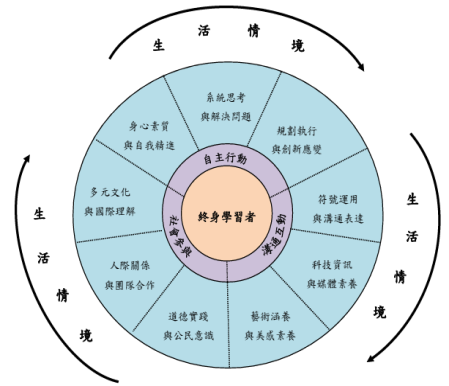 生活情境
系統思考
與解決問題
規劃執行
與創新應變
符號運用
與溝通表達
科技資訊
與媒體素養
藝術涵養
與美感素養
道德實踐
與公民意識
人際關係
與團隊合作
多元文化
與國際理解
身心素質
與自我精進
自主行動
溝通互動
社會參與
終身學習者
生活情境
生活情境